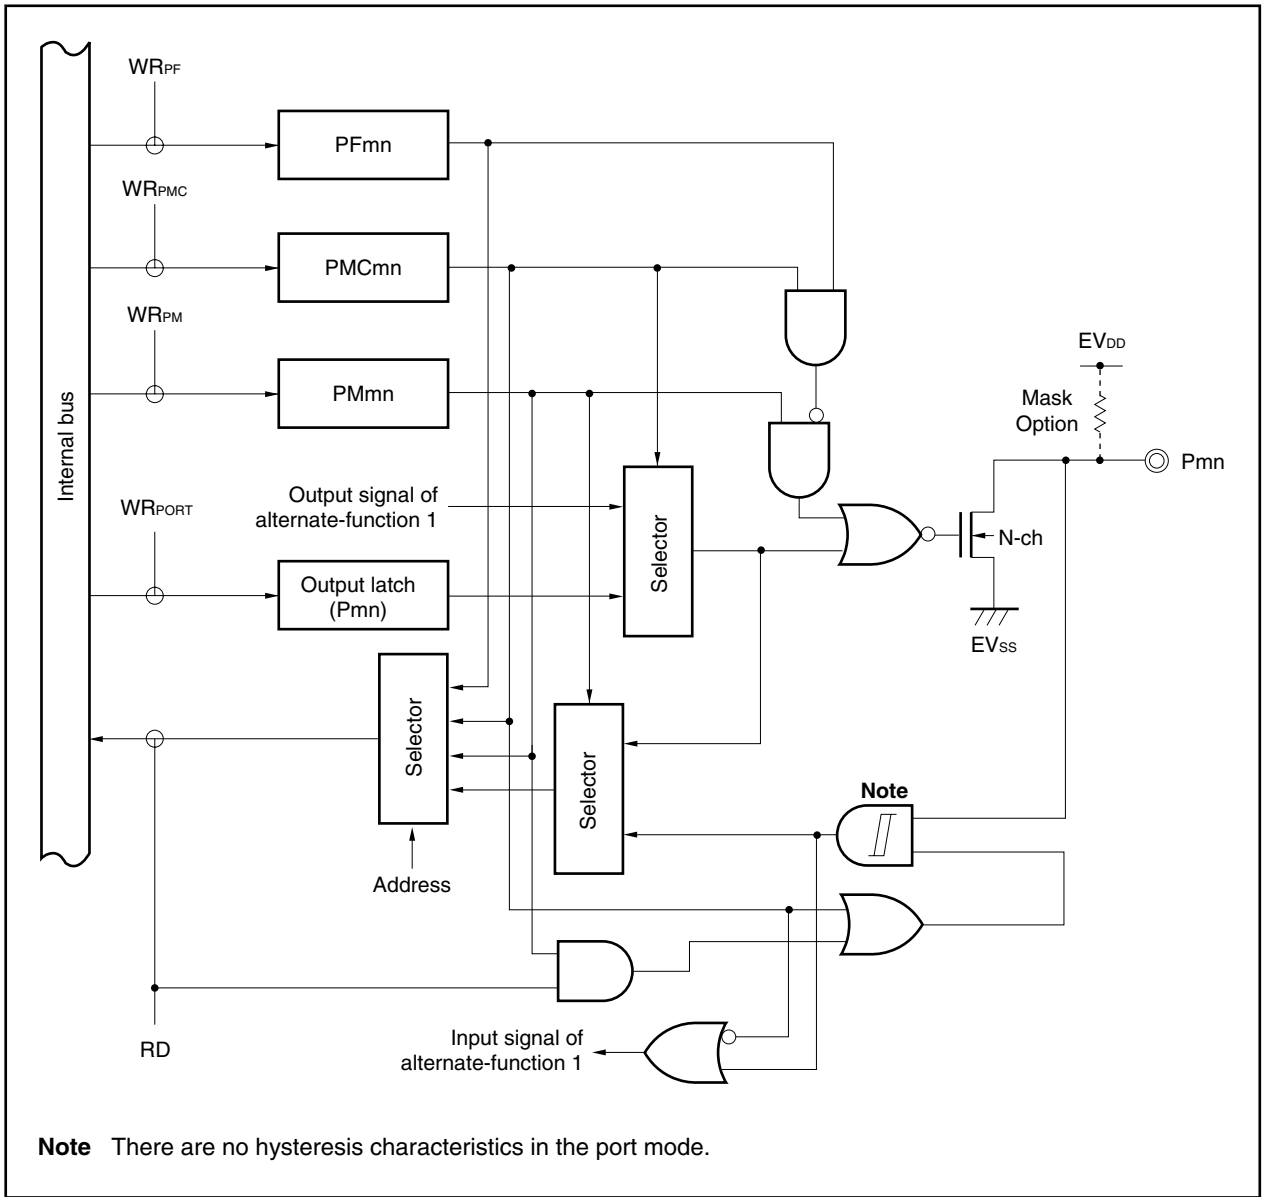 WRPF
PFmn
WRPMC
PMCmn
WRPM
PMmn
EVDD
Mask
Option
Pmn
Internal bus
Output signal of
alternate-function 1
WRPORT
Selector
N-ch
Output latch
(Pmn)
EVSS
Selector
Selector
Note
Address
RD
Input signal of
alternate-function 1
Note There are no hysteresis characteristics in the port mode.